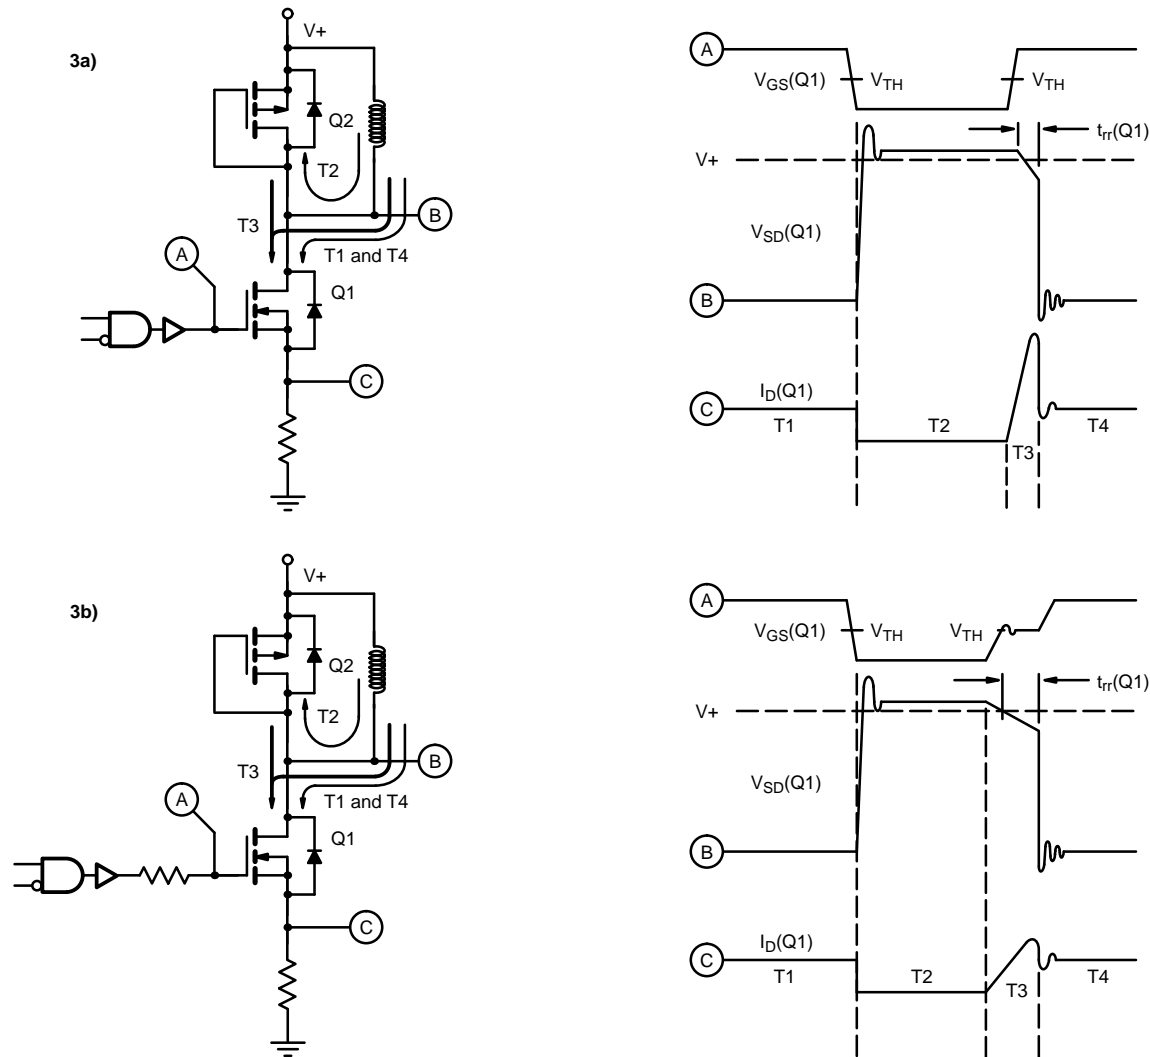 3a)
V+
Q2
T2
T3
B
A
T1 and T4
Q1
C
A
VGS(Q1)
VTH
VTH
trr(Q1)
V+
VSD(Q1)
B
ID(Q1)
C
T1
T2
T3
T4
3b)
V+
Q2
T2
T3
B
A
T1 and T4
Q1
C
A
VGS(Q1)
VTH
VTH
trr(Q1)
V+
VSD(Q1)
B
ID(Q1)
C
T1
T2
T3
T4